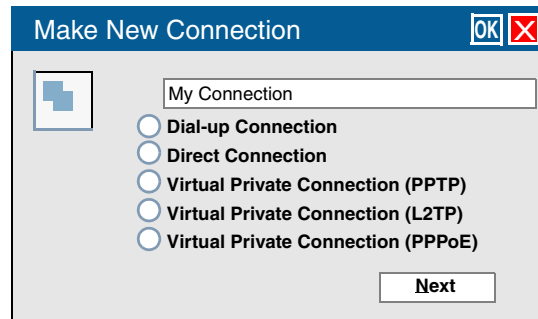 Make New Connection OK X
My Connection
Dial-up Connection
Direct Connection
Virtual Private Connection (PPTP)
Virtual Private Connection (L2TP)
Virtual Private Connection (PPPoE)
Next